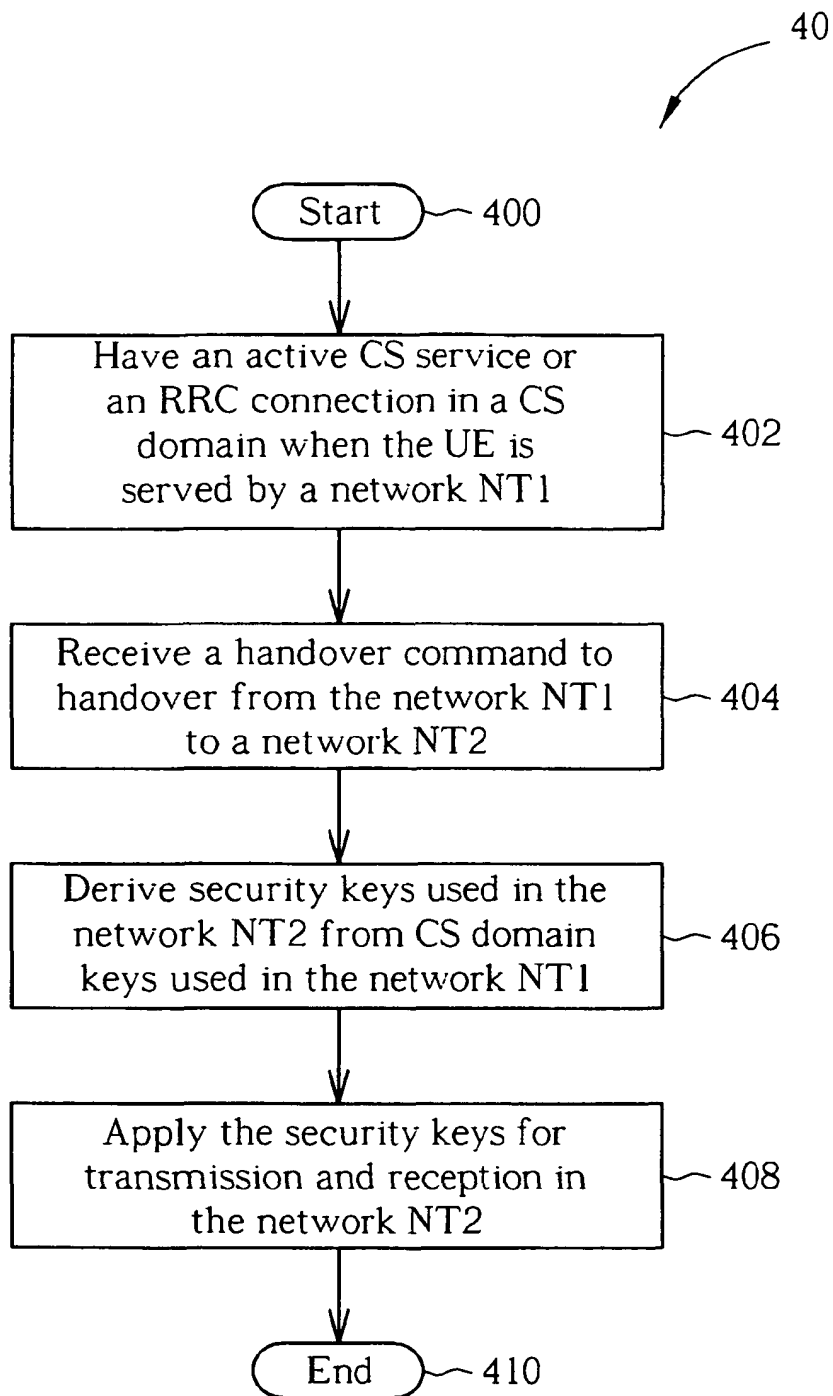 40
Start
400
Have an active CS service or
an RRC connection in a CS
domain when the UE is
served by a network NT1
402
Receive a handover command to
handover from the network NT1
to a network NT2
404
Derive security keys used in the
network NT2 from CS domain
keys used in the network NT1
406
Apply the security keys for
transmission and reception in
the network NT2
408
End
410